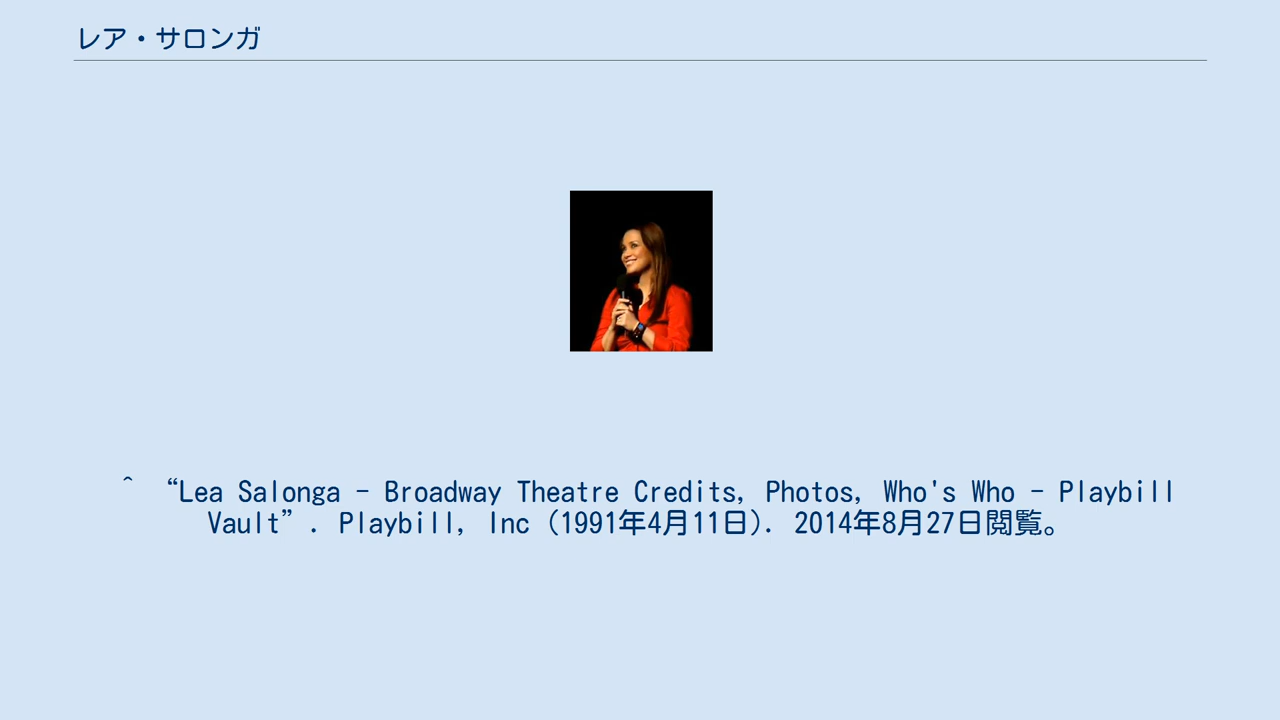 レア・サロンガ
^ “Lea Salonga - Broadway Theatre Credits, Photos, Who's Who - Playbill
Vault”. Playbill, Inc (1991年4月11日). 2014年8月27日閲覧。